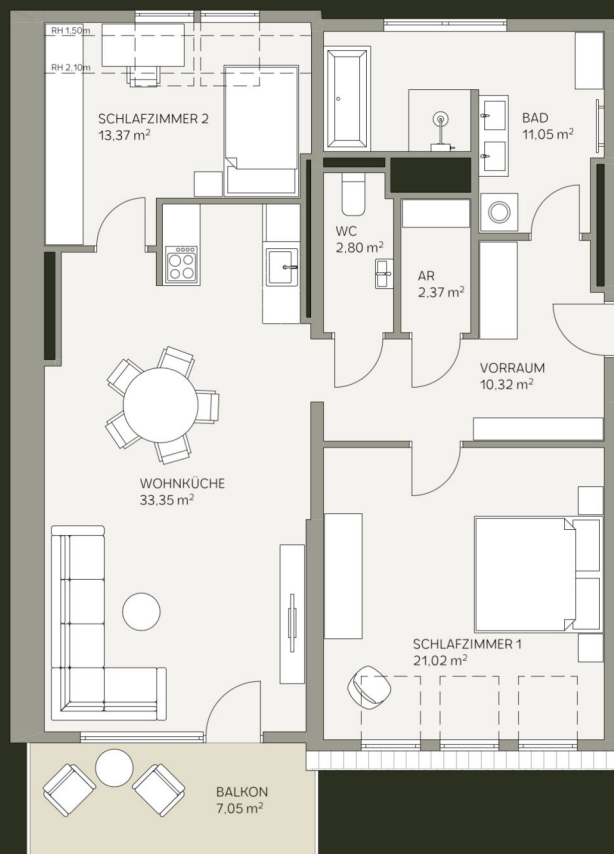 RH 1,50m
RH 2,10m
SCHLAFZIMMER 2
13,37 m²
BAD
11,05 m²
WC
2,80 m²
AR
2,37 m²
VORRAUM
10,32 m²
WOHNKÜCHE
33,35 m²
SCHLAFZIMMER 1
21,02 m²
BALKON
7,05 m²